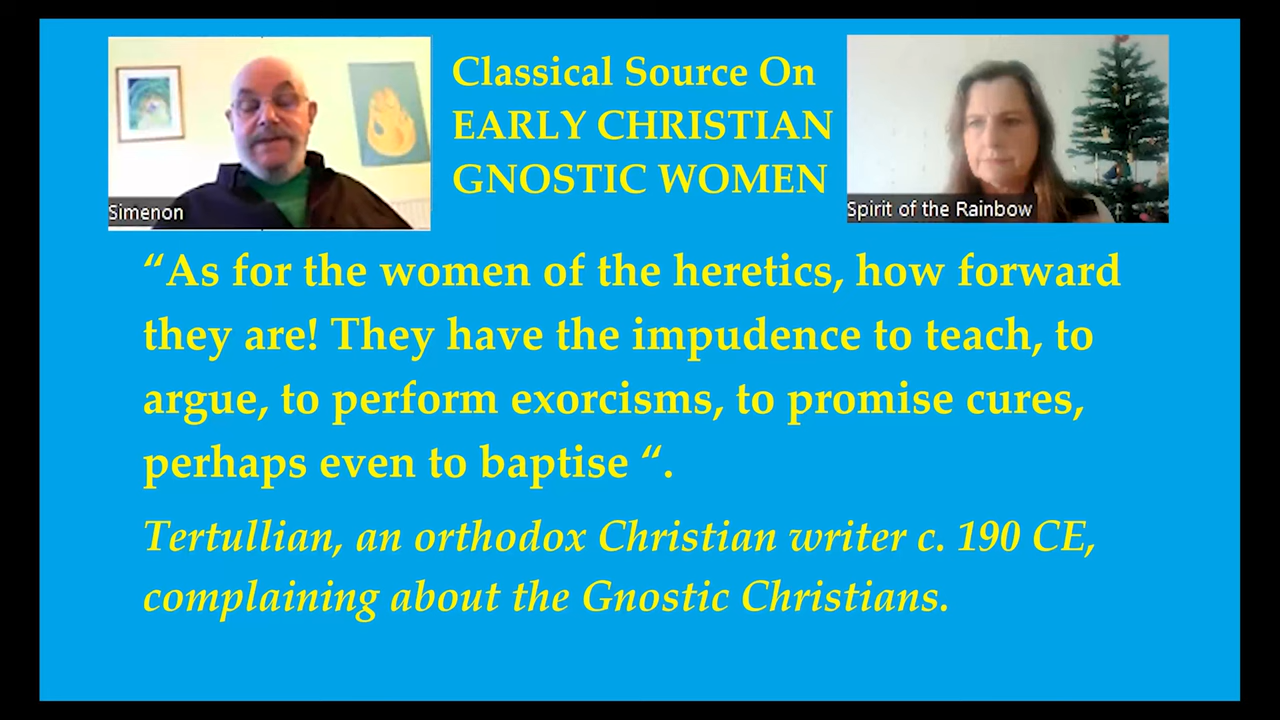 Classical Source On
EARLY CHRISTIAN
GNOSTIC WOMEN
Simenon
Spirit of the Rainbow
“As for the women of the heretics, how forward
they are! They have the impudence to teach, to
argue, to perform exorcisms, to promise cures,
perhaps even to baptise “.
Tertullian, an orthodox Christian writer c. 190 CE,
complaining about the Gnostic Christians.